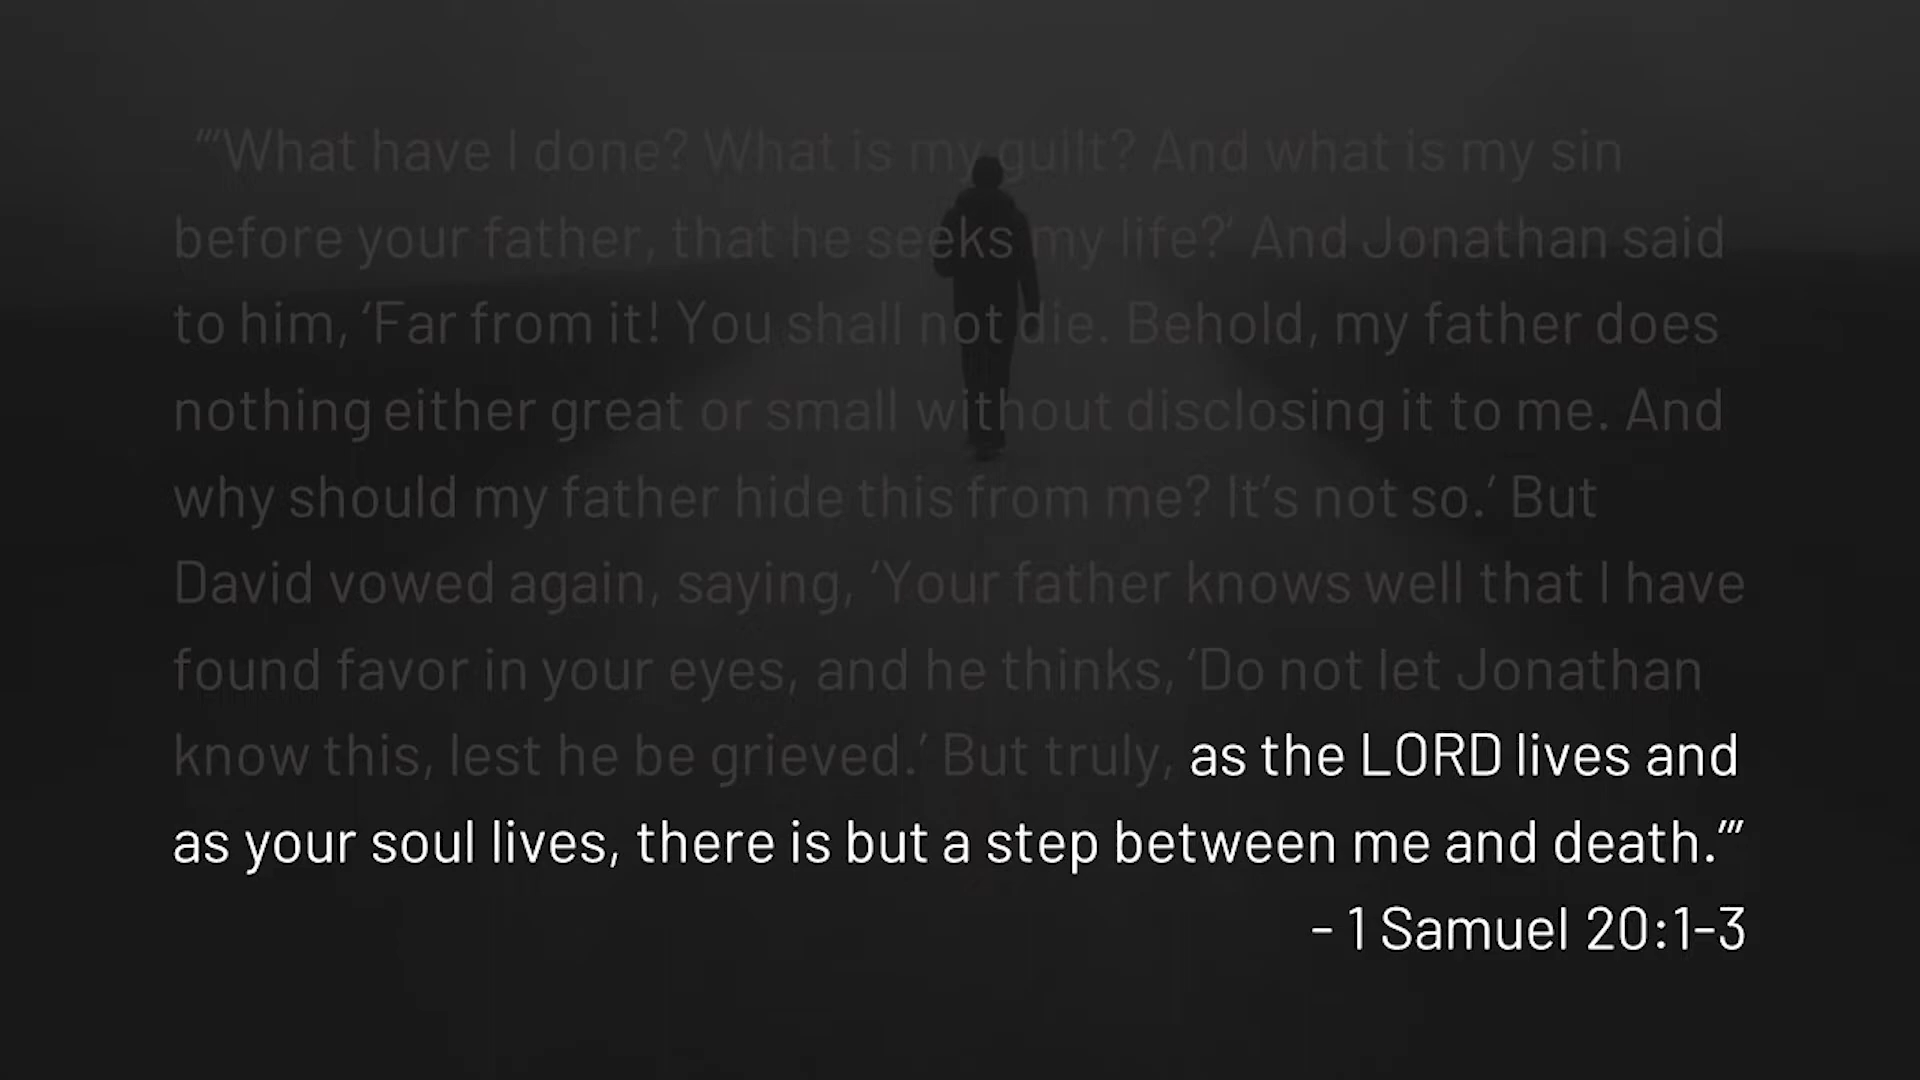 "'What have I done? What is my guilt? And what is my sin
before your father, that he seeks my life?' And Jonathan said
to him, 'Far from it! You shall not die. Behold, my father does
nothing either great or small without disclosing it to me. And
why should my father hide this from me? It's not so.' But
David vowed again, saying, 'Your father knows well that I have
found favor in your eyes, and he thinks, 'Do not let Jonathan
know this, lest he be grieved.' But truly, as the LORD lives and
as your soul lives, there is but a step between me and death.'"
- 1 Samuel 20:1-3